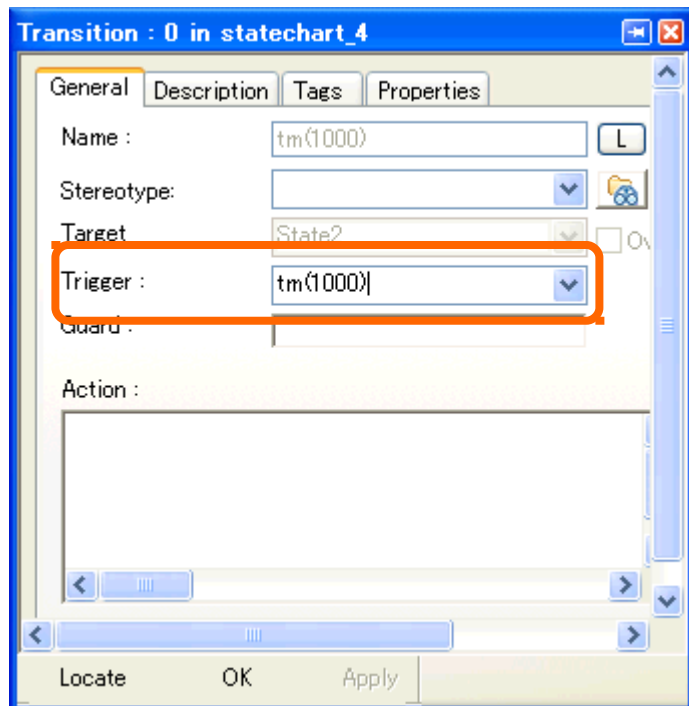 Transition : 0 in statechart_4
General Description Tags Properties
Name : tm(1000) L
Stereotype:
Target State2
Trigger : tm(1000)
Guard :
Action :
Locate OK Apply